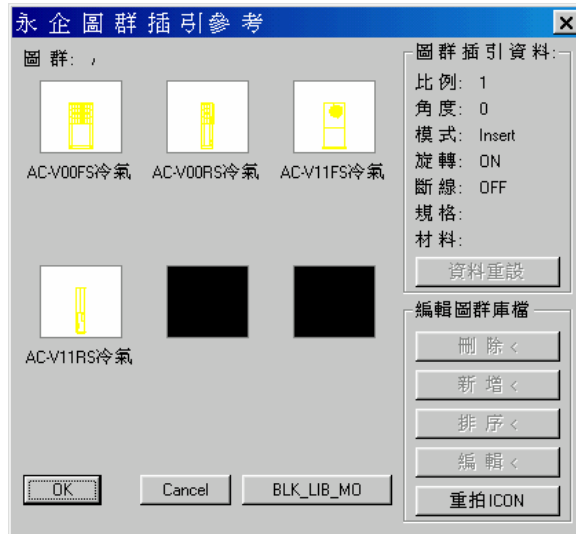 永企圖群插引參考
圖群: ,
AC-V00FS冷氣
AC-V00RS冷氣
AC-V11FS冷氣
AC-V11RS冷氣
OK
Cancel
BLK_LIB_MO
圖群插引資料:
比例: 1
角度: 0
模式: Insert
旋轉: ON
斷線: OFF
規格:
材料:
資料重設
編輯圖群庫檔
刪除<
新增<
排序<
編輯<
重拍ICON